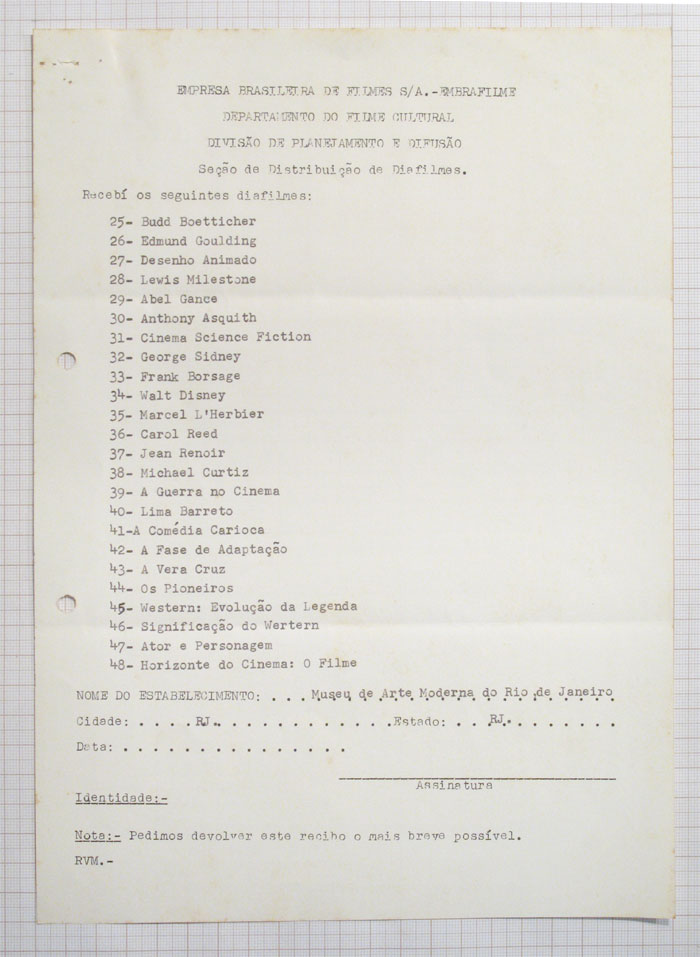 EMPRESA BRASILEIRA DE FILMES S/A.-EMBRAFILME
DEPARTAMENTO DO FILME CULTURAL
DIVISÃO DE PLANEJAMENTO E DIFUSÃO
Seção de Distribuição de Diafilmes.
Recebí os seguintes diafilmes:
25- Budd Boetticher
26- Edmund Goulding
27- Desenho Animado
28- Lewis Milestone
29- Abel Gance
30- Anthony Asquith
31- Cinema Science Fiction
32- George Sidney
33- Frank Borsage
34- Walt Disney
35- Marcel L'Herbier
36- Carol Reed
37- Jean Renoir
38- Michael Curtiz
39- A Guerra no Cinema
40- Lima Barreto
41-A Comédia Carioca
42- A Fase de Adaptação
43- A Vera Cruz
44- Os Pioneiros
45- Western: Evolução da Legenda
46- Significação do Wertern
47- Ator e Personagem
48- Horizonte do Cinema: O Filme
NOME DO ESTABELECIMENTO: . . . Museu de Arte Moderna do Rio de Janeiro
Cidade: . . . . RJ. . . . . . . . . . . . . .Estado: . . RJ. . . . . . .
Data: . . . . . . . . . . . . . . .
Assinatura
Identidade:-
Nota:- Pedimos devolver este recibo o mais breve possível.
RVM.-